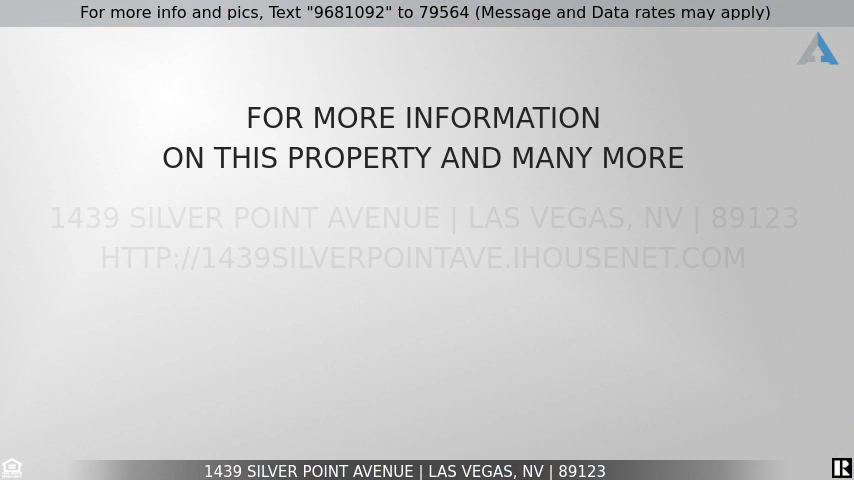 For more info and pics, Text "9681092" to 79564 (Message and Data rates may apply)
FOR MORE INFORMATION
ON THIS PROPERTY AND MANY MORE
1439 SILVER POINT AVENUE | LAS VEGAS, NV | 89123
HTTP://1439SILVERPOINTAVE.IHOUSENET.COM
1439 SILVER POINT AVENUE | LAS VEGAS, NV | 89123